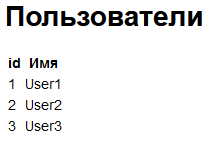 Пользователи
id Имя
1 User1
2 User2
3 User3